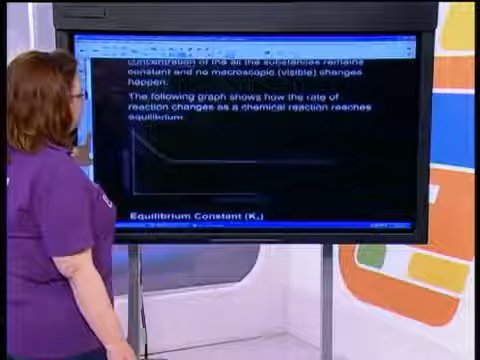 concentration of the all the substances remains
constant and no macroscopic (visible) changes
happen.
The following graph shows how the rate of
reaction changes as a chemical reaction reaches
equilibrium.
Equilibrium Constant (Kc)